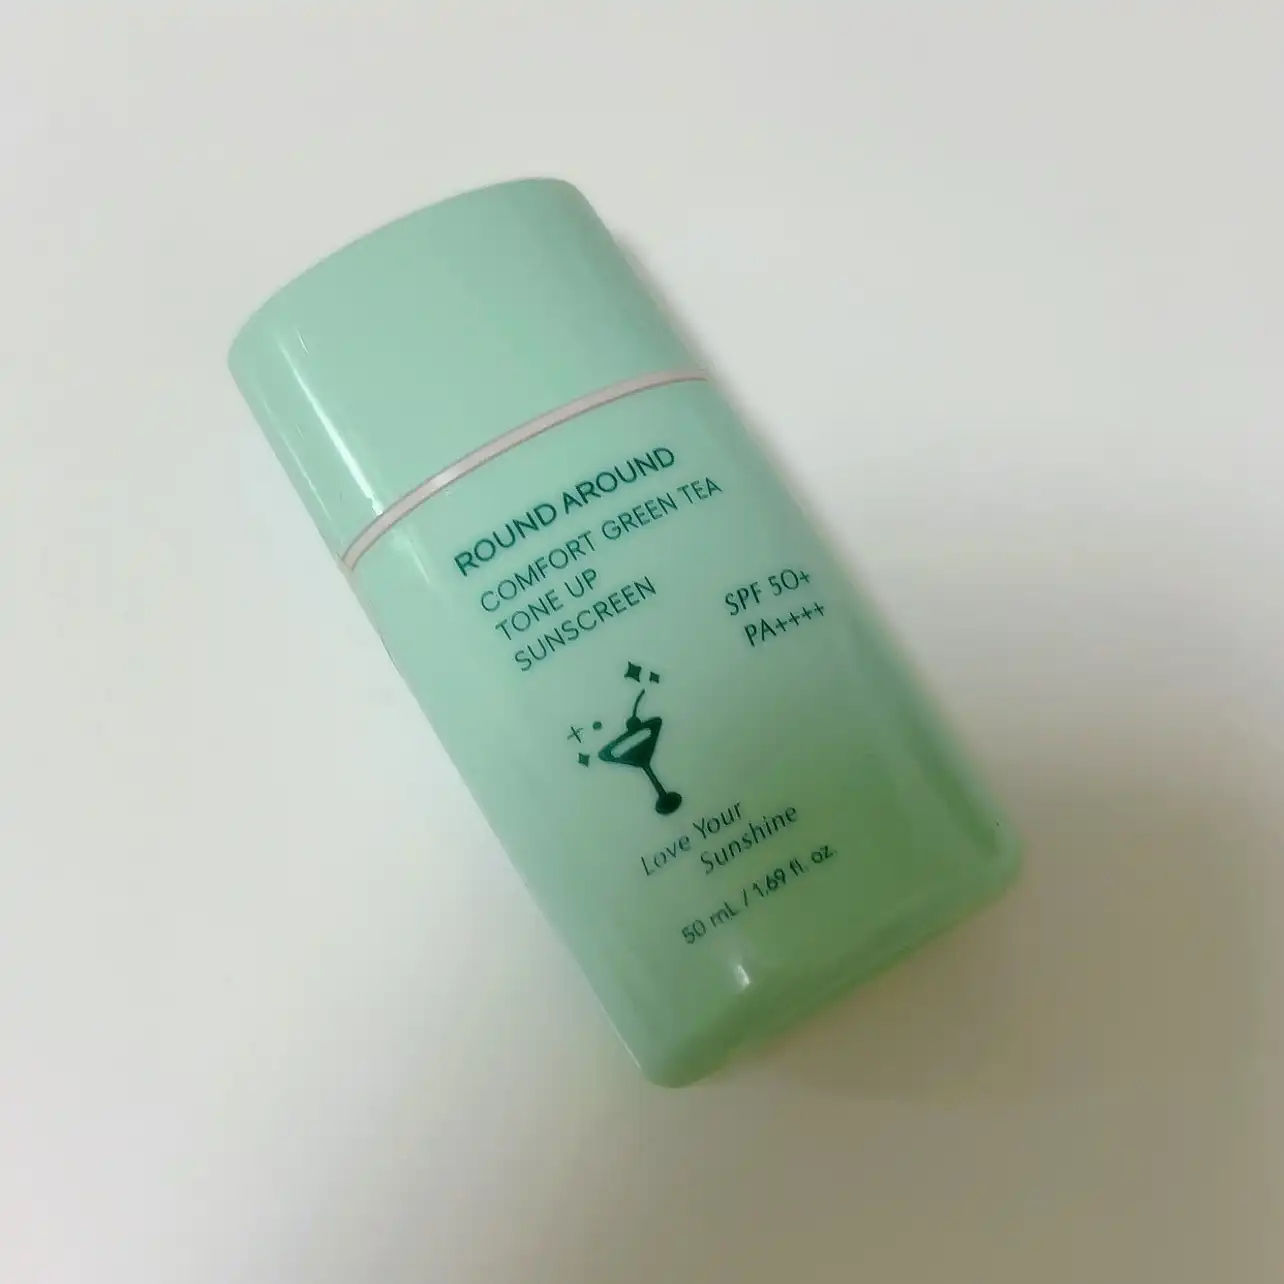 ROUND AROUND
COMFORT GREEN TEA
TONE UP
SUNSCREEN
SPF 50+
PA++++
Love Your
Sunshine
50 mL / 1.69 fl. oz.